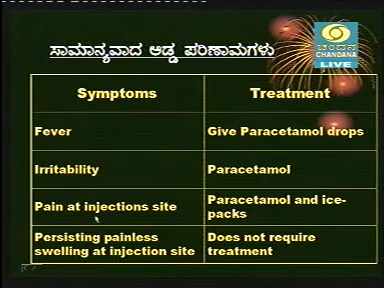 ಸಾಮಾನ್ಯವಾದ ಅಡ್ಡ ಪರಿಣಾಮಗಳು
ಚಂದನ
CHANDANA
LIVE
Symptoms Treatment
Fever Give Paracetamol drops
Irritability Paracetamol
Pain at injections site Paracetamol and ice-
packs
Persisting painless Does not require
swelling at injection site treatment